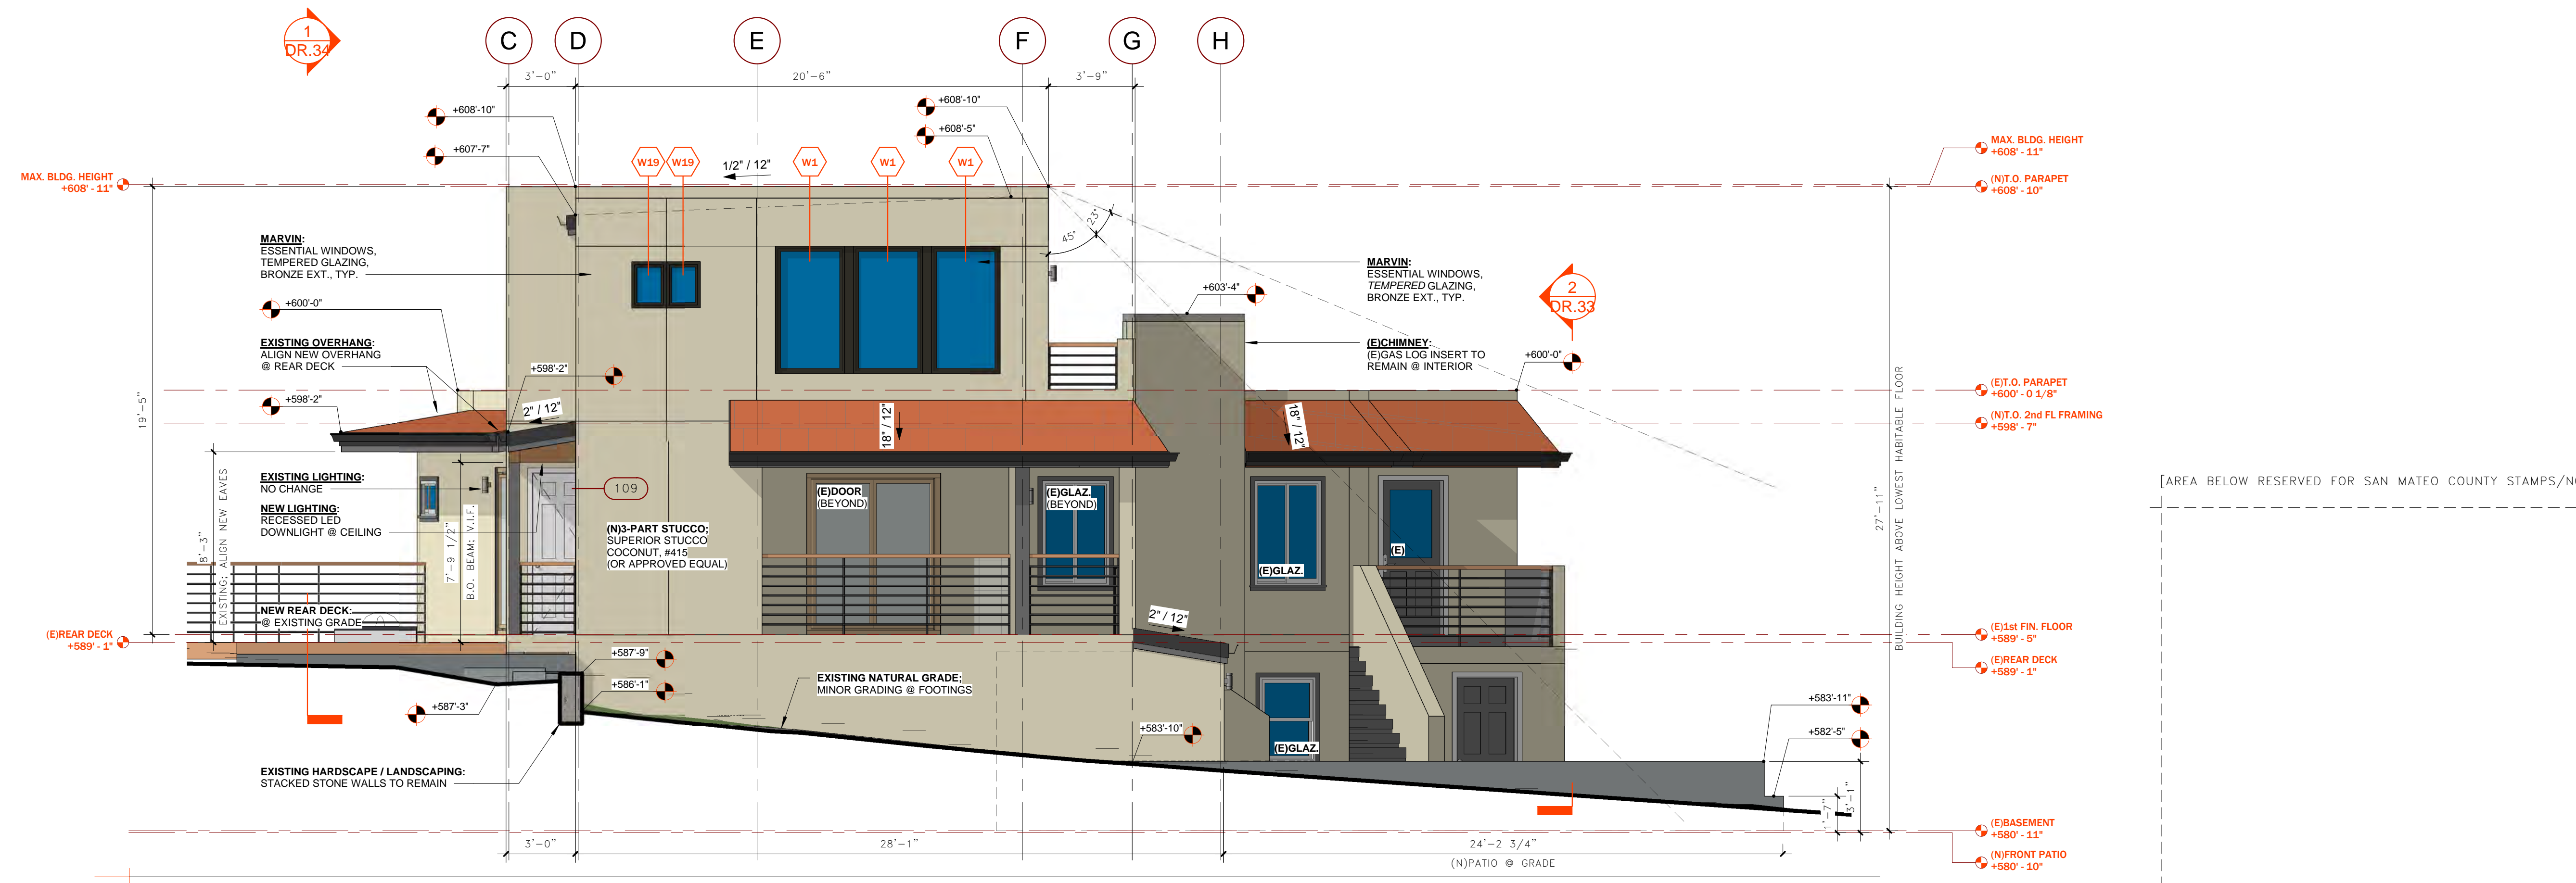 1
DR.34
C
D
E
F
G
H
3'-0"
20'-6"
3'-9"
+608'-10"
+607'-7"
+608'-10"
+608'-5"
W19
W19
1/2" / 12"
W1
W1
W1
MAX. BLDG. HEIGHT
+608' - 11"
MAX. BLDG. HEIGHT
+608' - 11"
(N)T.O. PARAPET
+608' - 10"
23°
45°
MARVIN:
ESSENTIAL WINDOWS,
TEMPERED GLAZING,
BRONZE EXT., TYP.
MARVIN:
ESSENTIAL WINDOWS,
TEMPERED GLAZING,
BRONZE EXT., TYP.
2
DR.33
+603'-4"
+600'-0"
EXISTING OVERHANG:
ALIGN NEW OVERHANG
@ REAR DECK
(E)CHIMNEY:
(E)GAS LOG INSERT TO
REMAIN @ INTERIOR
+600'-0"
+598'-2"
+598'-2"
2" / 12"
18" / 12"
18" / 12"
(E)T.O. PARAPET
+600' - 0 1/8"
(N)T.O. 2nd FL FRAMING
+598' - 7"
19'-5"
8'-3"
EXISTING; ALIGN NEW EAVES
7'-9 1/2"
B.O. BEAM; V.I.F.
EXISTING LIGHTING:
NO CHANGE
NEW LIGHTING:
RECESSED LED
DOWNLIGHT @ CEILING
109
(E)DOOR
(BEYOND)
(E)GLAZ.
(BEYOND)
(N)3-PART STUCCO;
SUPERIOR STUCCO
COCONUT, #415
(OR APPROVED EQUAL)
(E)GLAZ.
(E)
27'-11"
BUILDING HEIGHT ABOVE LOWEST HABITABLE FLOOR
[AREA BELOW RESERVED FOR SAN MATEO COUNTY STAMPS/N
NEW REAR DECK:
@ EXISTING GRADE
2" / 12"
(E)REAR DECK
+589' - 1"
(E)1st FIN. FLOOR
+589' - 5"
(E)REAR DECK
+589' - 1"
+587'-9"
+586'-1"
+587'-3"
EXISTING NATURAL GRADE;
MINOR GRADING @ FOOTINGS
+583'-10"
(E)GLAZ.
+583'-11"
+582'-5"
EXISTING HARDSCAPE / LANDSCAPING:
STACKED STONE WALLS TO REMAIN
1'-7"
3'-1"
(E)BASEMENT
+580' - 11"
(N)FRONT PATIO
+580' - 10"
3'-0"
28'-1"
24'-2 3/4"
(N)PATIO @ GRADE